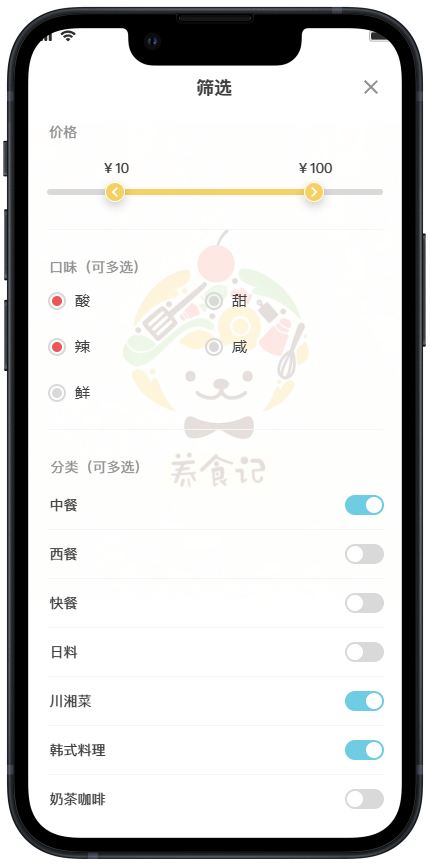 筛选
价格
¥10 ¥100
口味（可多选）
酸 甜
辣 咸
鲜
养食记
分类（可多选）
中餐
西餐
快餐
日料
川湘菜
韩式料理
奶茶咖啡